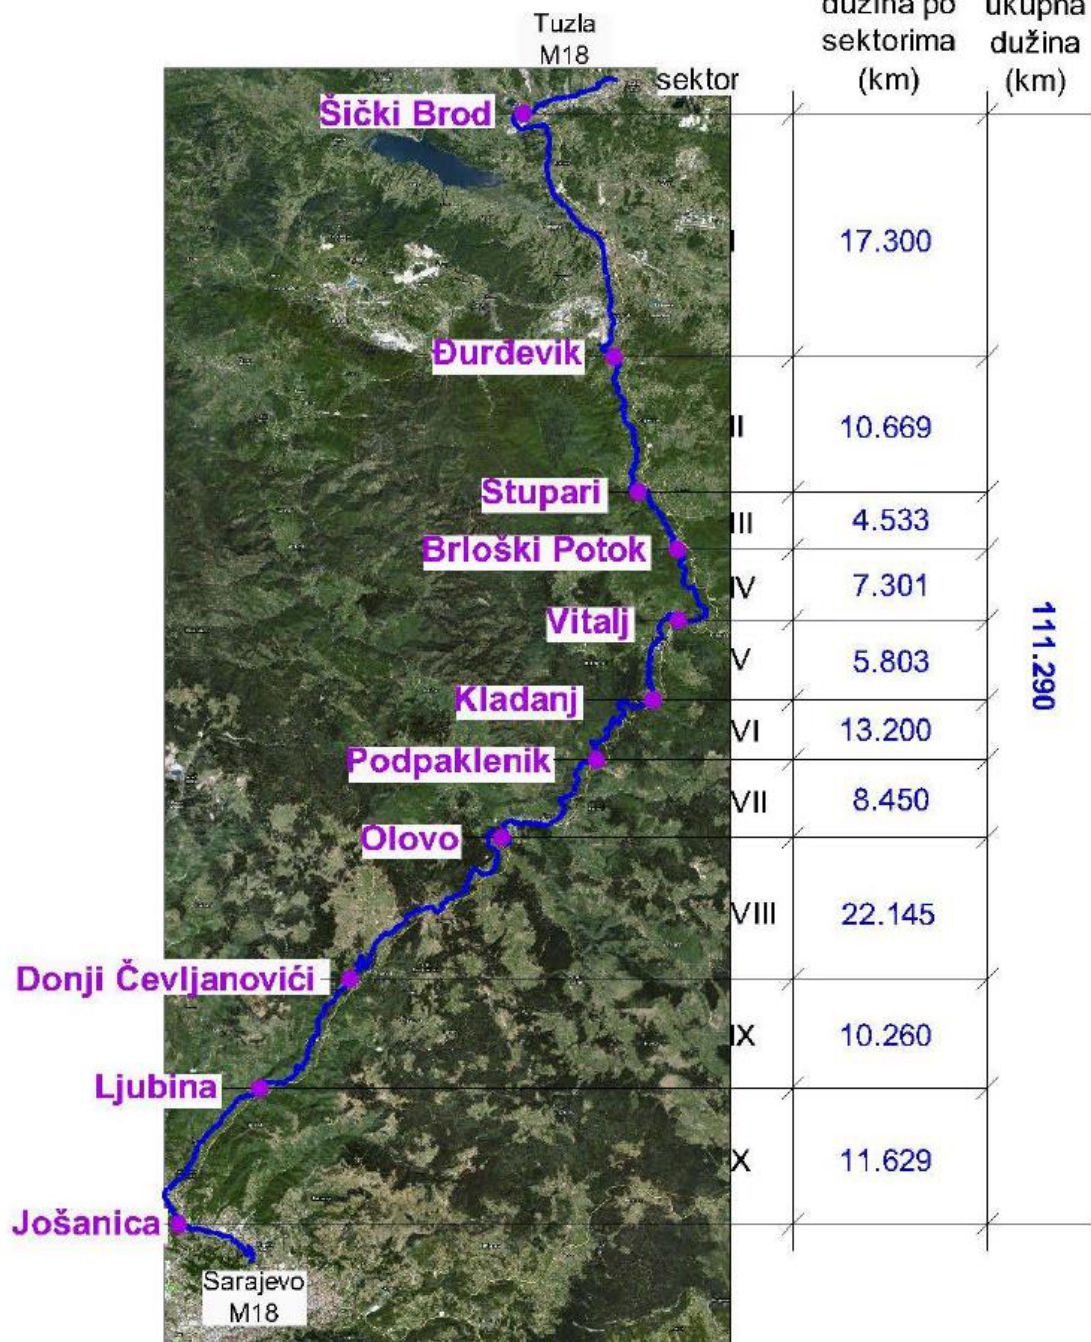 dužina po
sektorima
(km)
ukupna
dužina
(km)
Tuzla
M18
sektor
Šički Brod
I
17.300
Đurđevik
II
10.669
Stupari
III
4.533
Brloški Potok
IV
7.301
Vitalj
V
5.803
111.290
Kladanj
VI
13.200
Podpaklenik
VII
8.450
Olovo
VIII
22.145
Donji Čevljanovići
IX
10.260
Ljubina
X
11.629
Jošanica
Sarajevo
M18